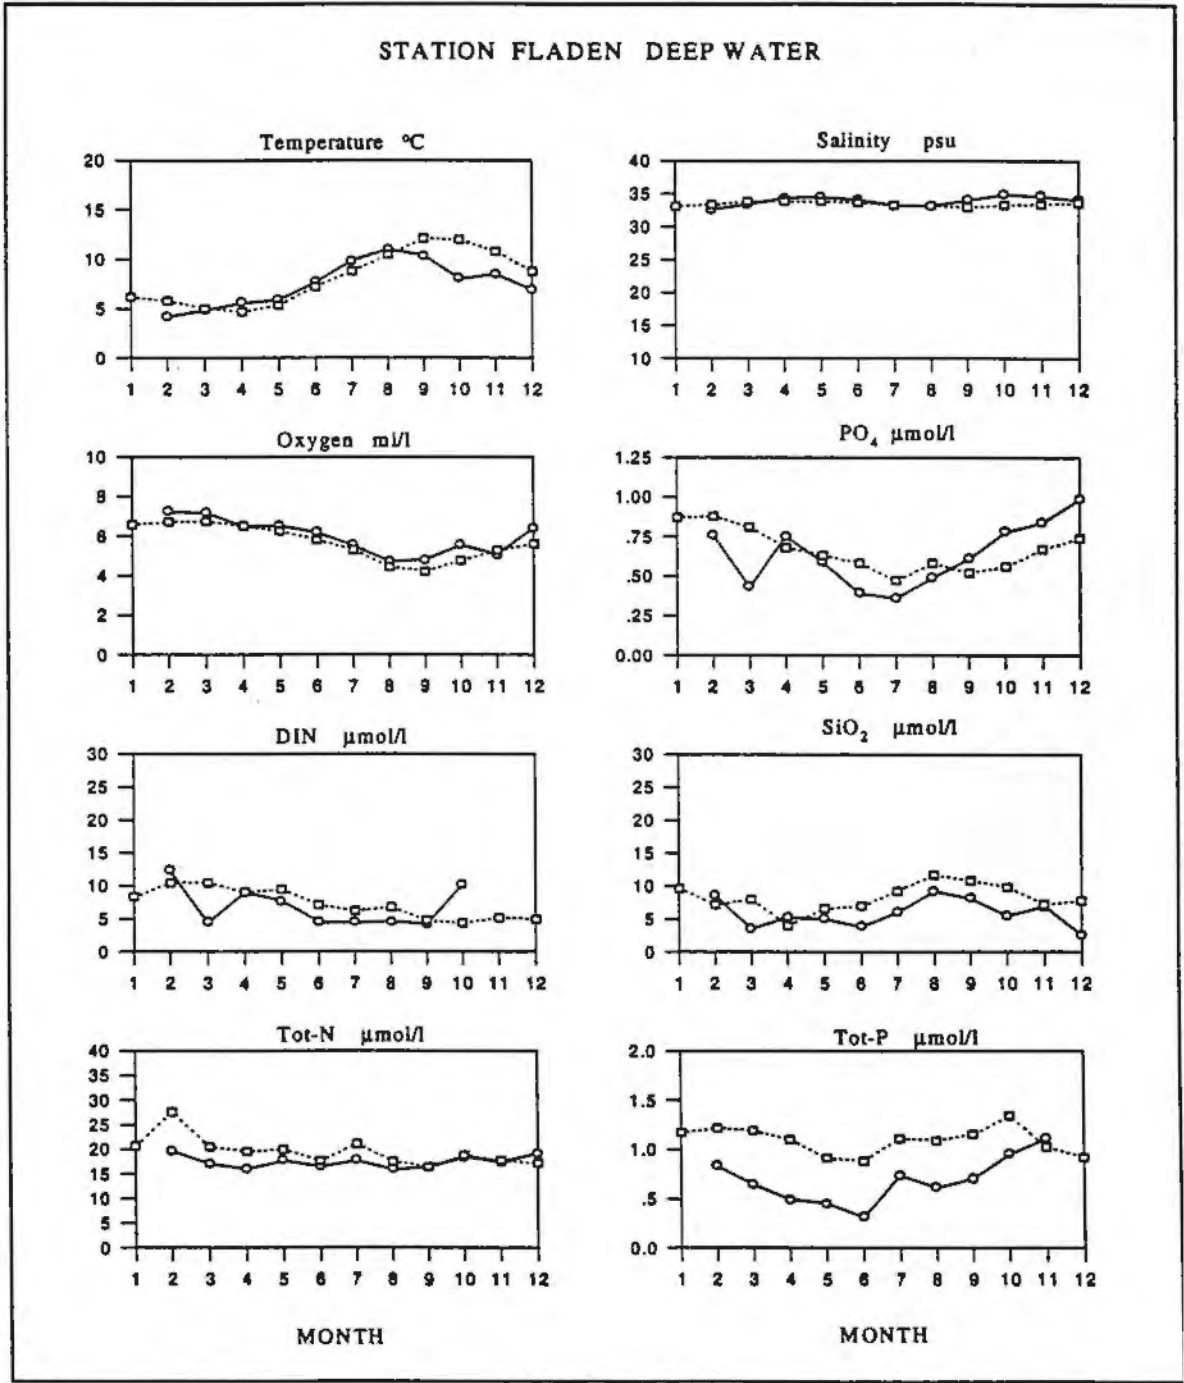 STATION FLADEN DEEP WATER
Temperature °C
20
15
10
5
0
1 2 3 4 5 6 7 8 9 10 11 12
Salinity psu
40
35
30
25
20
15
10
1 2 3 4 5 6 7 8 9 10 11 12
Oxygen ml/l
10
8
6
4
2
0
1 2 3 4 5 6 7 8 9 10 11 12
PO₄ µmol/l
1.25
1.00
.75
.50
.25
0.00
1 2 3 4 5 6 7 8 9 10 11 12
DIN µmol/l
30
25
20
15
10
5
0
1 2 3 4 5 6 7 8 9 10 11 12
SiO₂ µmol/l
30
25
20
15
10
5
0
1 2 3 4 5 6 7 8 9 10 11 12
Tot-N µmol/l
40
35
30
25
20
15
10
5
0
1 2 3 4 5 6 7 8 9 10 11 12
MONTH
Tot-P µmol/l
2.0
1.5
1.0
.5
0.0
1 2 3 4 5 6 7 8 9 10 11 12
MONTH